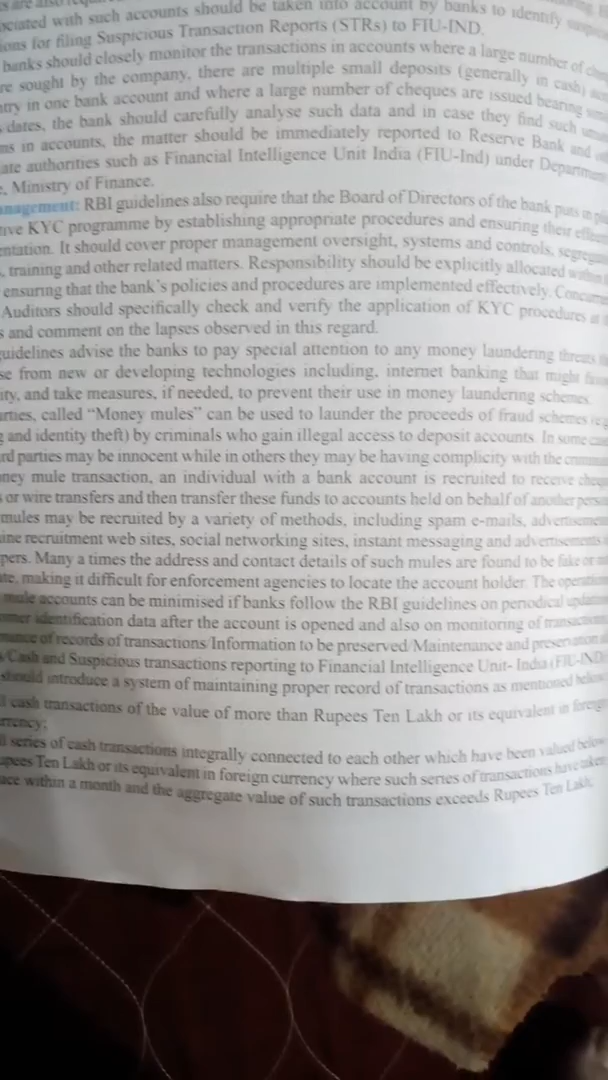 ociated with such accounts should be taken into account by banks to identify
ions for filing Suspicious Transaction Reports (STRs) to FIU-IND.
banks should closely monitor the transactions in accounts where a large number of
re sought by the company, there are multiple small deposits (generally in cash)
ntry in one bank account and where a large number of cheques are issued bearing
dates, the bank should carefully analyse such data and in case they find such
ns in accounts, the matter should be immediately reported to Reserve Bank and
ate authorities such as Financial Intelligence Unit India (FIU-Ind) under Departmen
, Ministry of Finance.
anagement: RBI guidelines also require that the Board of Directors of the bank puts in
tive KYC programme by establishing appropriate procedures and ensuring their
entation. It should cover proper management oversight, systems and controls,
, training and other related matters. Responsibility should be explicitly allocated within
ensuring that the bank's policies and procedures are implemented effectively.
Auditors should specifically check and verify the application of KYC procedures
s and comment on the lapses observed in this regard.
guidelines advise the banks to pay special attention to any money laundering threats
se from new or developing technologies including, internet banking that might
ity, and take measures, if needed, to prevent their use in money laundering schemes
arties, called “Money mules” can be used to launder the proceeds of fraud schemes
g and identity theft) by criminals who gain illegal access to deposit accounts. In some
rd parties may be innocent while in others they may be having complicity with the
ney mule transaction, an individual with a bank account is recruited to receive
or wire transfers and then transfer these funds to accounts held on behalf of another
mules may be recruited by a variety of methods, including spam e-mails,
ine recruitment web sites, social networking sites, instant messaging and advertisements
pers. Many a times the address and contact details of such mules are found to be fake or
te, making it difficult for enforcement agencies to locate the account holder. The
mule accounts can be minimised if banks follow the RBI guidelines on periodical
mer identification data after the account is opened and also on monitoring of
nance of records of transactions/Information to be preserved/Maintenance and preservation
/Cash and Suspicious transactions reporting to Financial Intelligence Unit- India (FIU-IND
should introduce a system of maintaining proper record of transactions as mentioned below
l cash transactions of the value of more than Rupees Ten Lakh or its equivalent in
rrency;
ll series of cash transactions integrally connected to each other which have been valued below
upees Ten Lakh or its equivalent in foreign currency where such series of transactions have
ace within a month and the aggregate value of such transactions exceeds Rupees Ten Lakh;